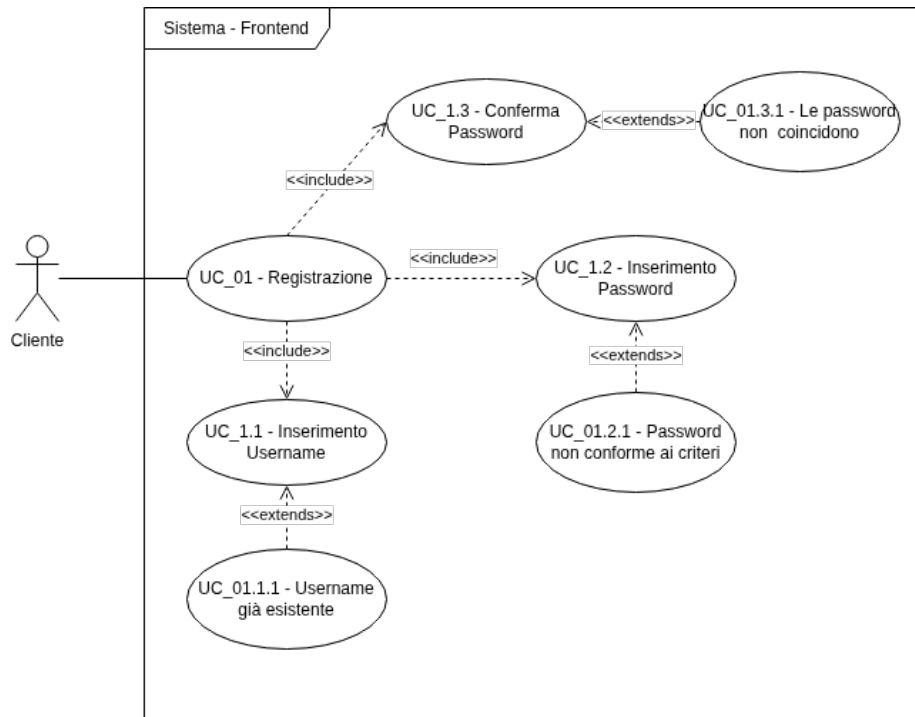 Sistema - Frontend
UC_1.3 - Conferma
Password
<<extends>>
UC_01.3.1 - Le password
non coincidono
<<include>>
UC_01 - Registrazione
<<include>>
UC_1.2 - Inserimento
Password
Cliente
<<include>>
<<extends>>
UC_1.1 - Inserimento
Username
UC_01.2.1 - Password
non conforme ai criteri
<<extends>>
UC_01.1.1 - Username
già esistente